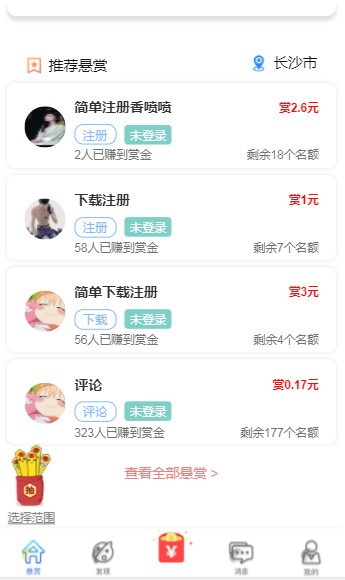 推荐悬赏
长沙市
简单注册香喷喷
赏2.6元
注册 未登录
2人已赚到赏金
剩余18个名额
下载注册
赏1元
注册 未登录
58人已赚到赏金
剩余7个名额
简单下载注册
赏3元
下载 未登录
56人已赚到赏金
剩余4个名额
评论
赏0.17元
评论 未登录
323人已赚到赏金
剩余177个名额
抽
查看全部悬赏 >
选择范围
悬赏
发现
¥
消息
我的